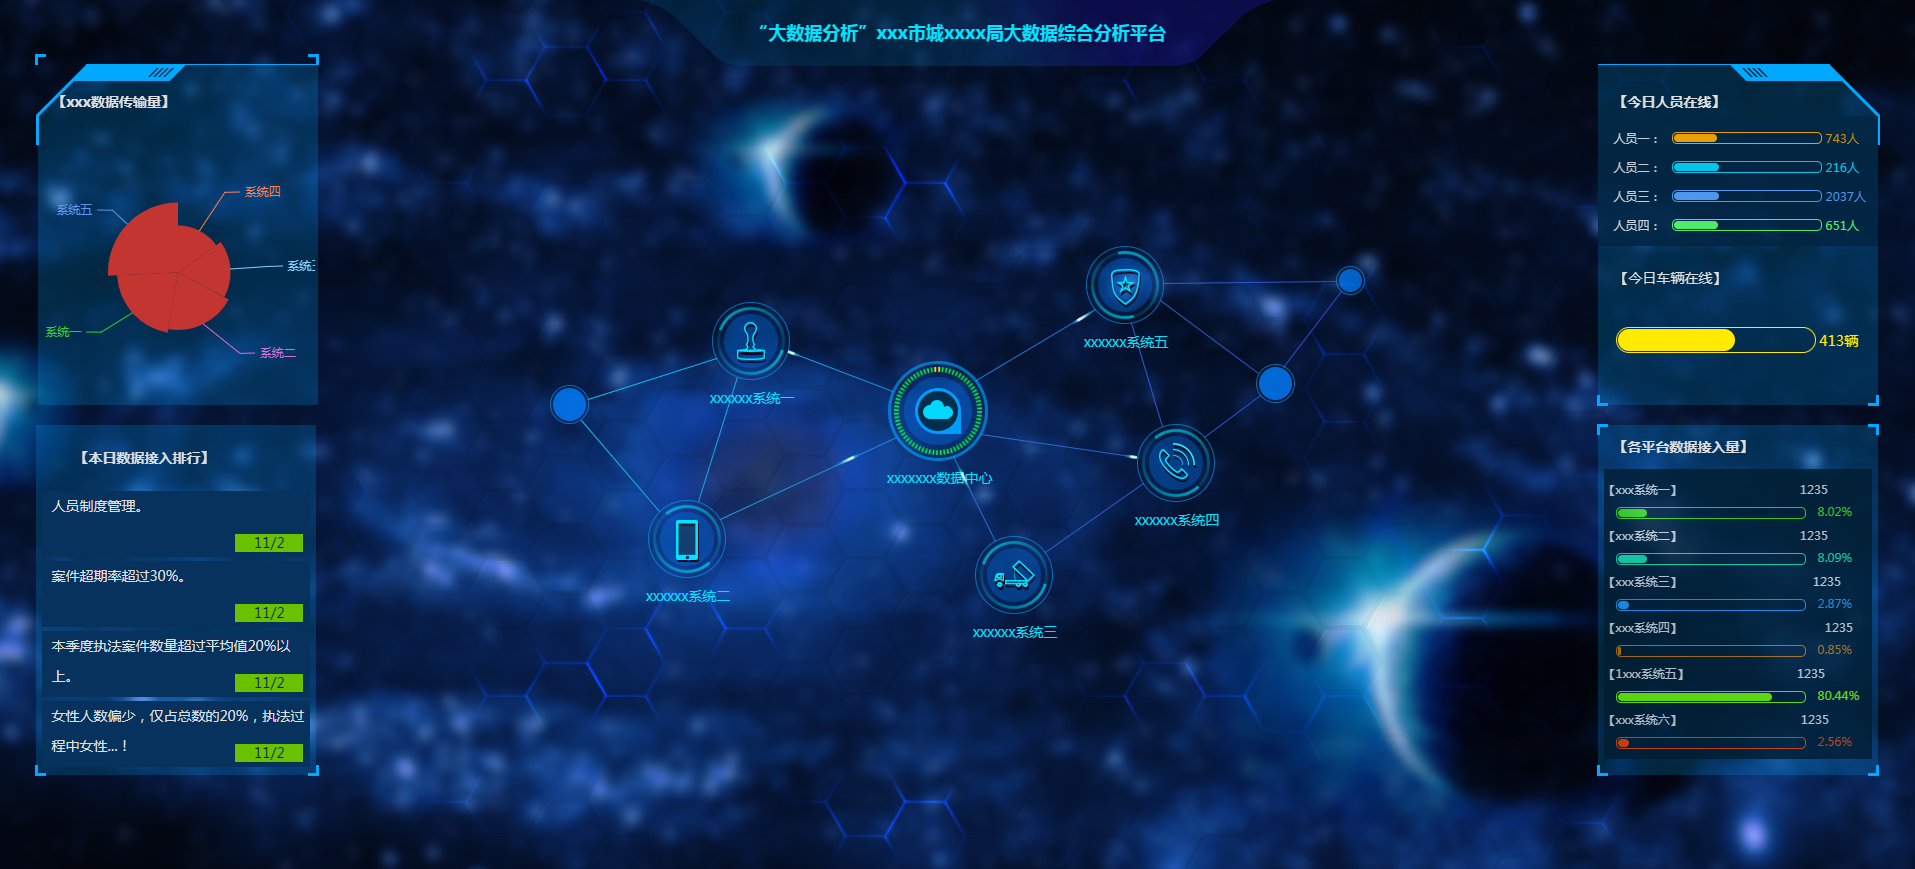 “大数据分析”xxx市城xxxx局大数据综合分析平台
【xxx数据传输量】
系统四
系统五
系统
系统一
系统二
【本日数据接入排行】
人员制度管理。
11/2
案件超期率超过30%。
11/2
本季度执法案件数量超过平均值20%以
上。
11/2
女性人数偏少，仅占总数的20%，执法过
程中女性...！
11/2
xxxxxx系统一
xxxxxx系统二
xxxxxxx数据中心
xxxxxx系统五
xxxxxx系统四
xxxxxx系统三
【今日人员在线】
人员一： 743人
人员二： 216人
人员三： 2037人
人员四： 651人
【今日车辆在线】
413辆
【各平台数据接入量】
【xxx系统一】 1235
8.02%
【xxx系统二】 1235
8.09%
【xxx系统三】 1235
2.87%
【xxx系统四】 1235
0.85%
【1xxx系统五】 1235
80.44%
【xxx系统六】 1235
2.56%